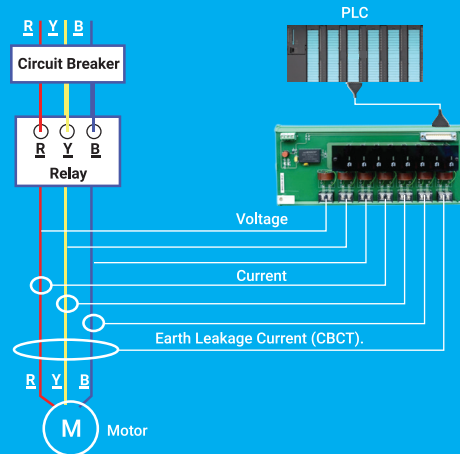 PLC
R Y B
Circuit Breaker
R Y B
Relay
Voltage
Current
Earth Leakage Current (CBCT).
R Y B
M
Motor